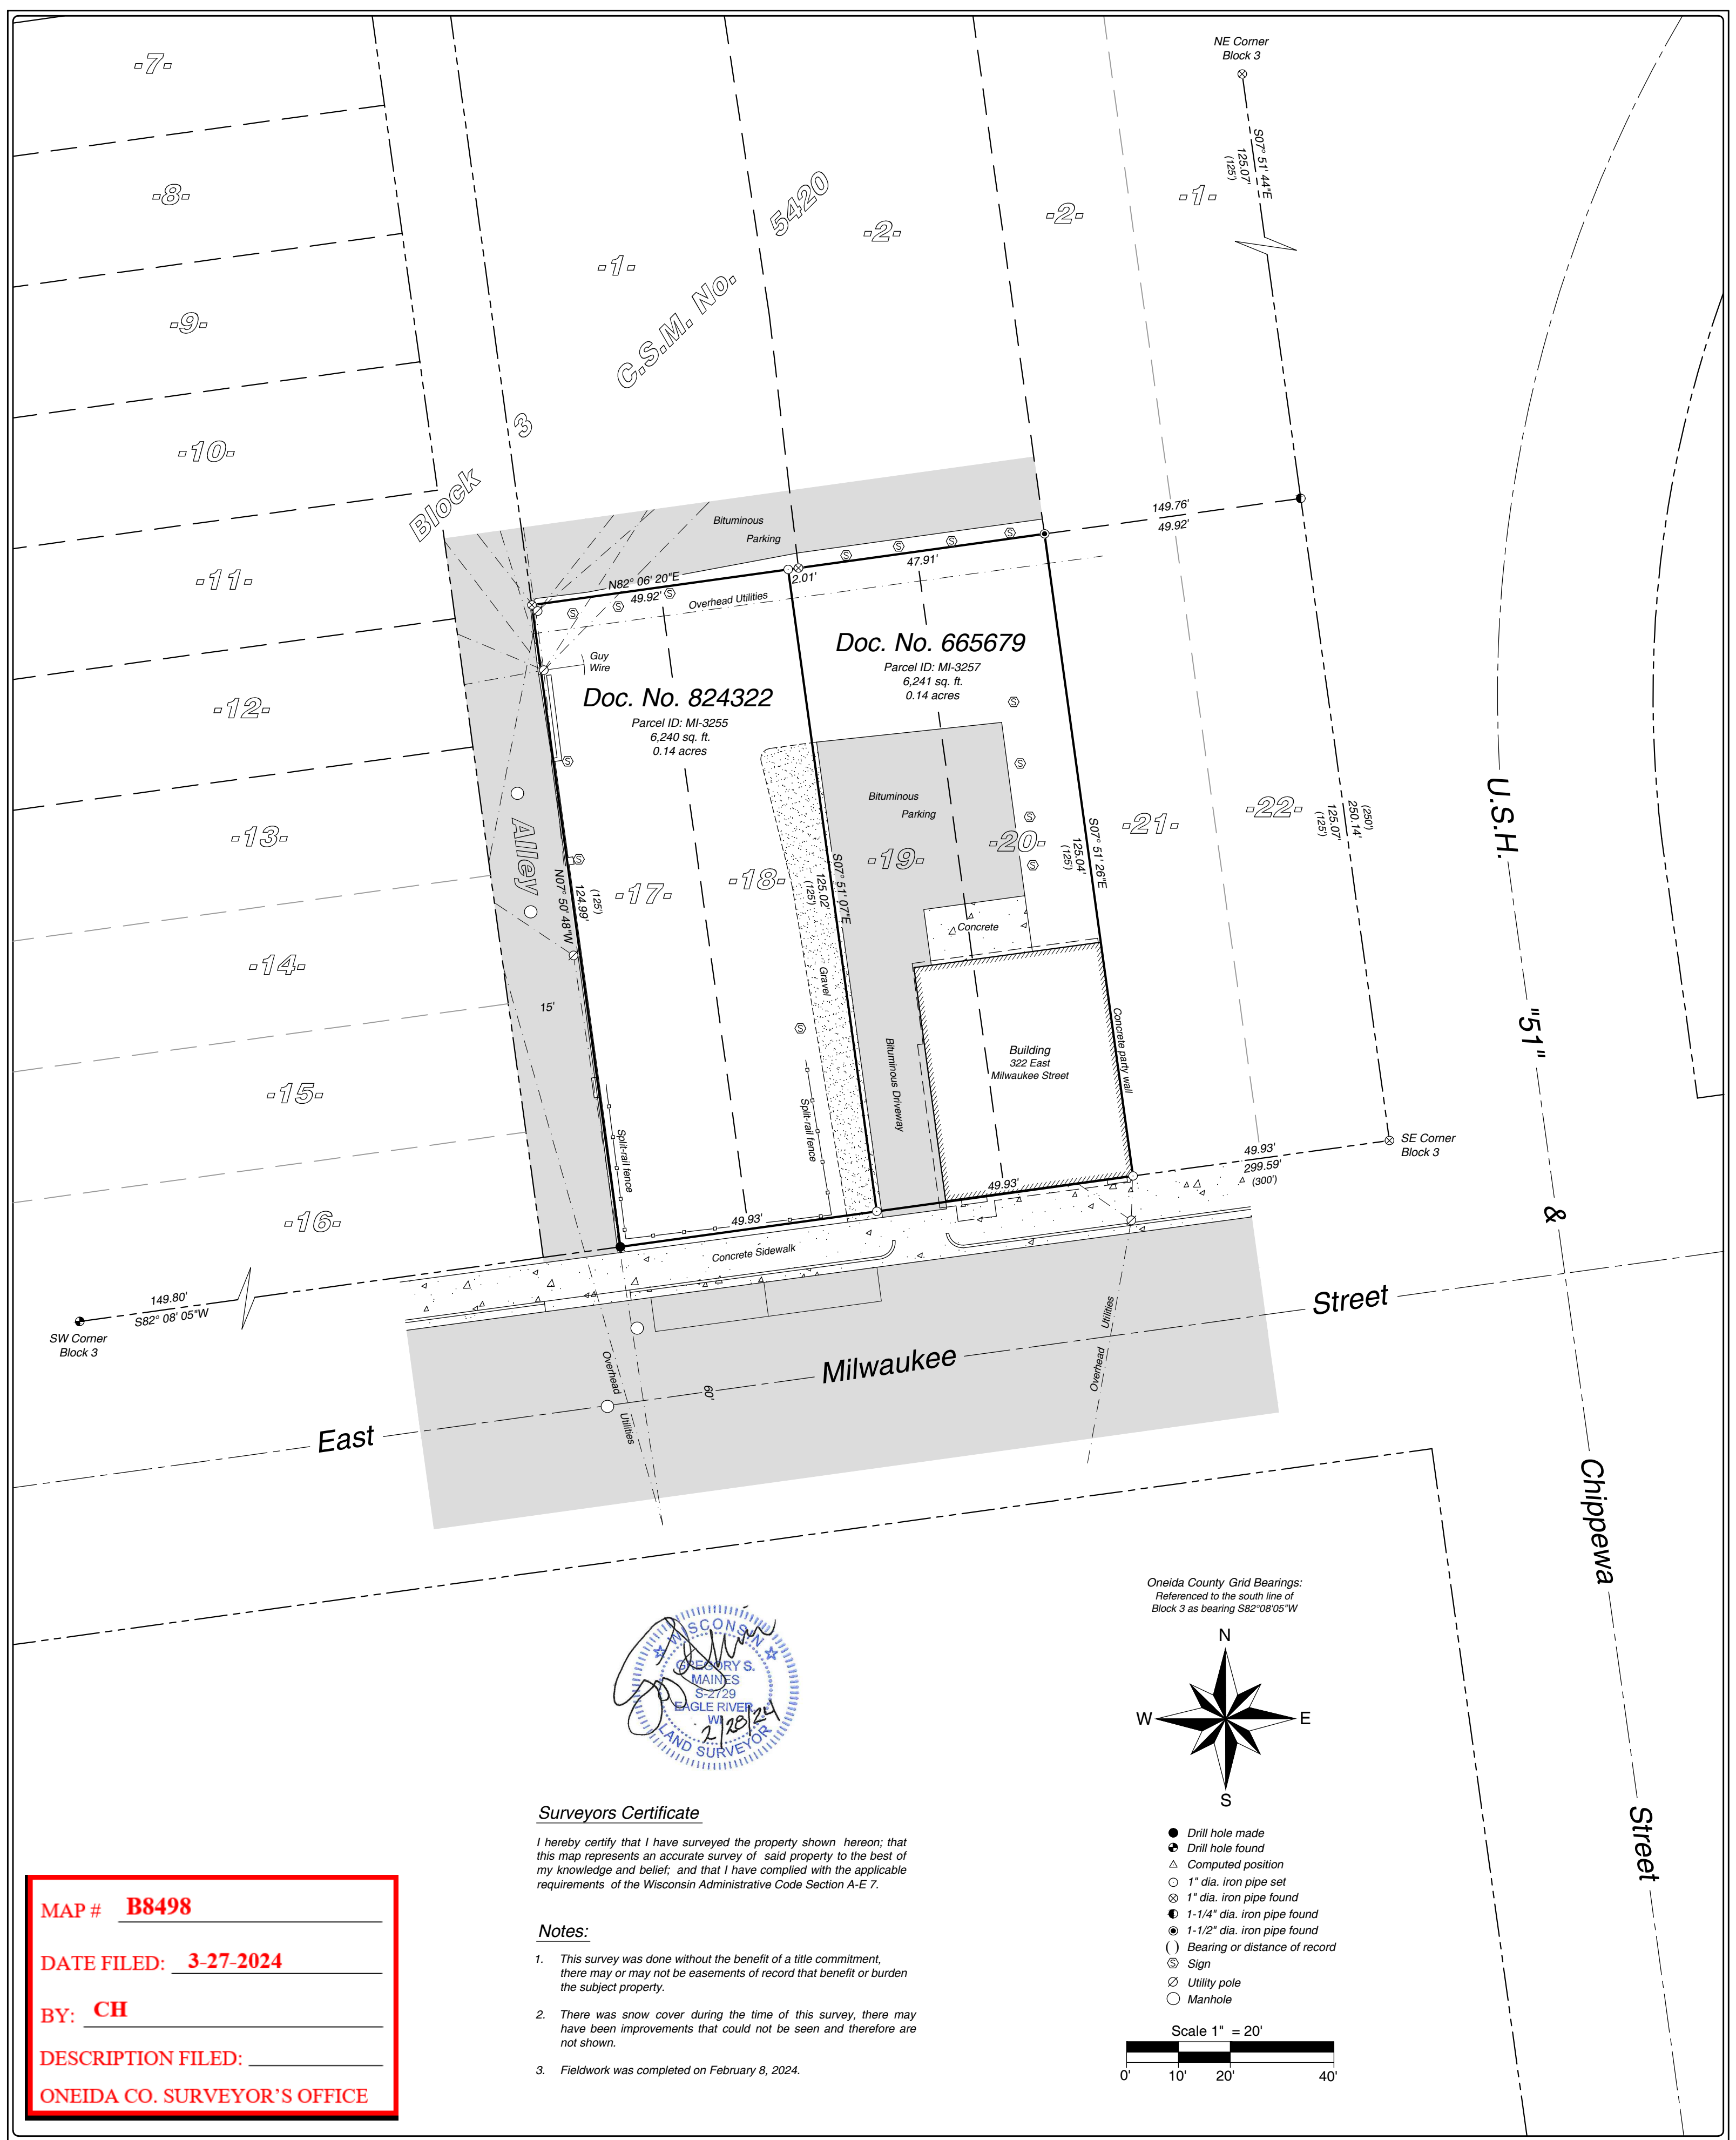 -7-
-8-
-9-
-10-
-11-
-12-
-13-
-14-
-15-
-16-
NE Corner
Block 3
S07° 51' 44"E
125.07'
(125')
-1-
-2-
-2-
-1-
C.S.M. No. 5420
Block 3
149.76'
49.92'
Bituminous
Parking
N82° 06' 20"E
49.92'
2.01'
47.91'
Overhead Utilities
Guy
Wire
Doc. No. 665679
Parcel ID: MI-3257
6,241 sq. ft.
0.14 acres
Doc. No. 824322
Parcel ID: MI-3255
6,240 sq. ft.
0.14 acres
Bituminous
Parking
Alley
N07° 50' 48"W
124.99'
(125')
-17-
-18-
S07° 51' 07"E
125.02'
(125')
-19-
-20-
S07° 51' 26"E
125.04'
(125')
-21-
-22-
(250')
250.14'
125.07'
(125')
Concrete
Gravel
15'
Bituminous Driveway
Building
322 East
Milwaukee Street
Concrete party wall
Split-rail fence
Split-rail fence
SE Corner
Block 3
49.93'
299.59'
(300')
49.93'
49.93'
Concrete Sidewalk
149.80'
S82° 08' 05"W
SW Corner
Block 3
Overhead Utilities
Overhead Utilities
60'
East Milwaukee Street
U.S.H. "51" & Chippewa Street
WISCONSIN
GREGORY S.
MAINES
S-2729
EAGLE RIVER,
WI
2/28/24
LAND SURVEYOR
Oneida County Grid Bearings:
Referenced to the south line of
Block 3 as bearing S82°08'05"W
N
W
E
S
Surveyors Certificate
I hereby certify that I have surveyed the property shown hereon; that
this map represents an accurate survey of said property to the best of
my knowledge and belief; and that I have complied with the applicable
requirements of the Wisconsin Administrative Code Section A-E 7.
Notes:
1. This survey was done without the benefit of a title commitment,
there may or may not be easements of record that benefit or burden
the subject property.
2. There was snow cover during the time of this survey, there may
have been improvements that could not be seen and therefore are
not shown.
3. Fieldwork was completed on February 8, 2024.
Drill hole made
Drill hole found
Computed position
1" dia. iron pipe set
1" dia. iron pipe found
1-1/4" dia. iron pipe found
1-1/2" dia. iron pipe found
( ) Bearing or distance of record
S Sign
Utility pole
Manhole
Scale 1" = 20'
0' 10' 20' 40'
MAP # B8498
DATE FILED: 3-27-2024
BY: CH
DESCRIPTION FILED:
ONEIDA CO. SURVEYOR'S OFFICE